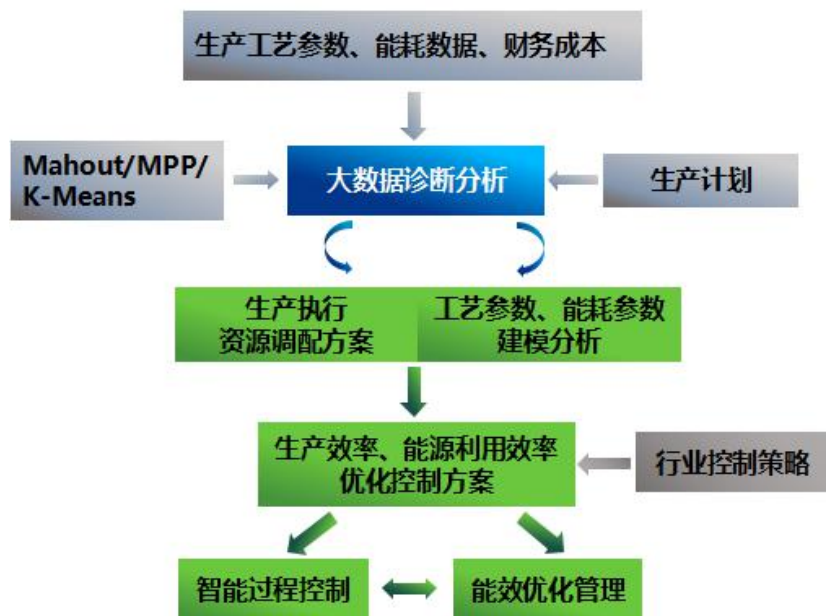 生产工艺参数、能耗数据、财务成本
Mahout/MPP/
K-Means
大数据诊断分析
生产计划
生产执行
资源调配方案
工艺参数、能耗参数
建模分析
生产效率、能源利用效率
优化控制方案
行业控制策略
智能过程控制
能效优化管理